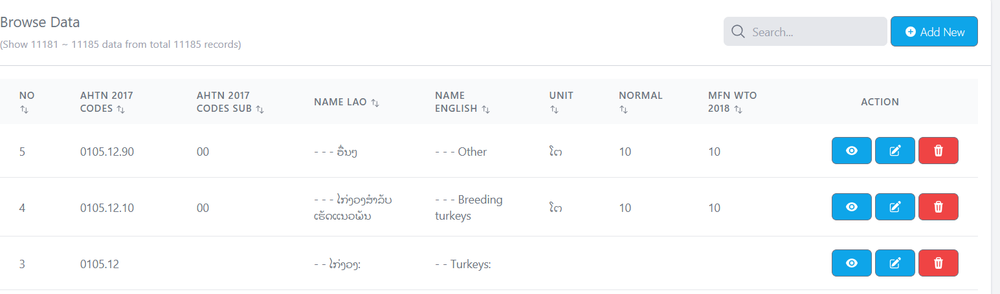 Browse Data
(Show 11181 ~ 11185 data from total 11185 records)
Search...
Add New
NO
AHTN 2017
CODES
AHTN 2017
CODES SUB
NAME LAO
NAME
ENGLISH
UNIT
NORMAL
MFN WTO
2018
ACTION
5
0105.12.90
00
- - - ອື່ນໆ
- - - Other
ໂຕ
10
10
4
0105.12.10
00
- - - ໄກ່ງວງສຳລັບ
ເຮັດແນວພັນ
- - - Breeding
turkeys
ໂຕ
10
10
3
0105.12
- - ໄກ່ງວງ:
- - Turkeys: